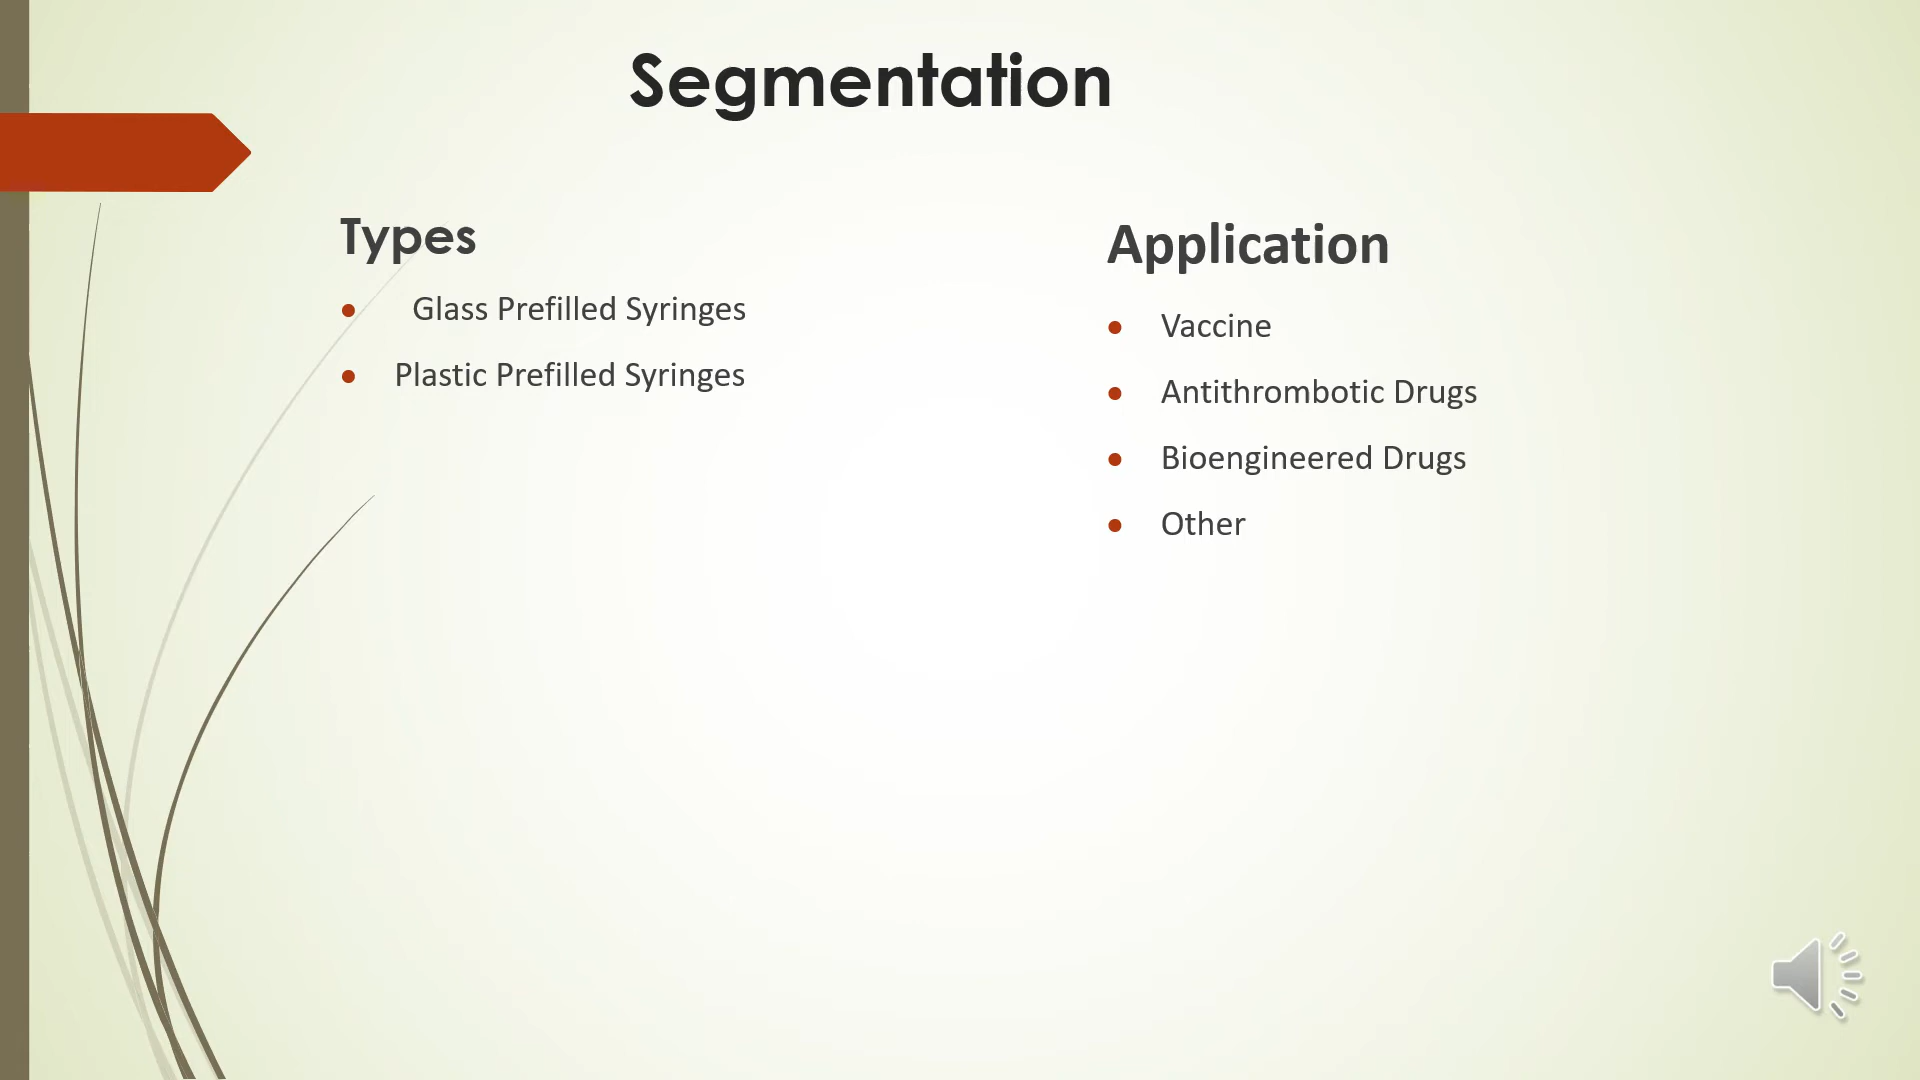 Segmentation
Types
• Glass Prefilled Syringes
• Plastic Prefilled Syringes
Application
• Vaccine
• Antithrombotic Drugs
• Bioengineered Drugs
• Other